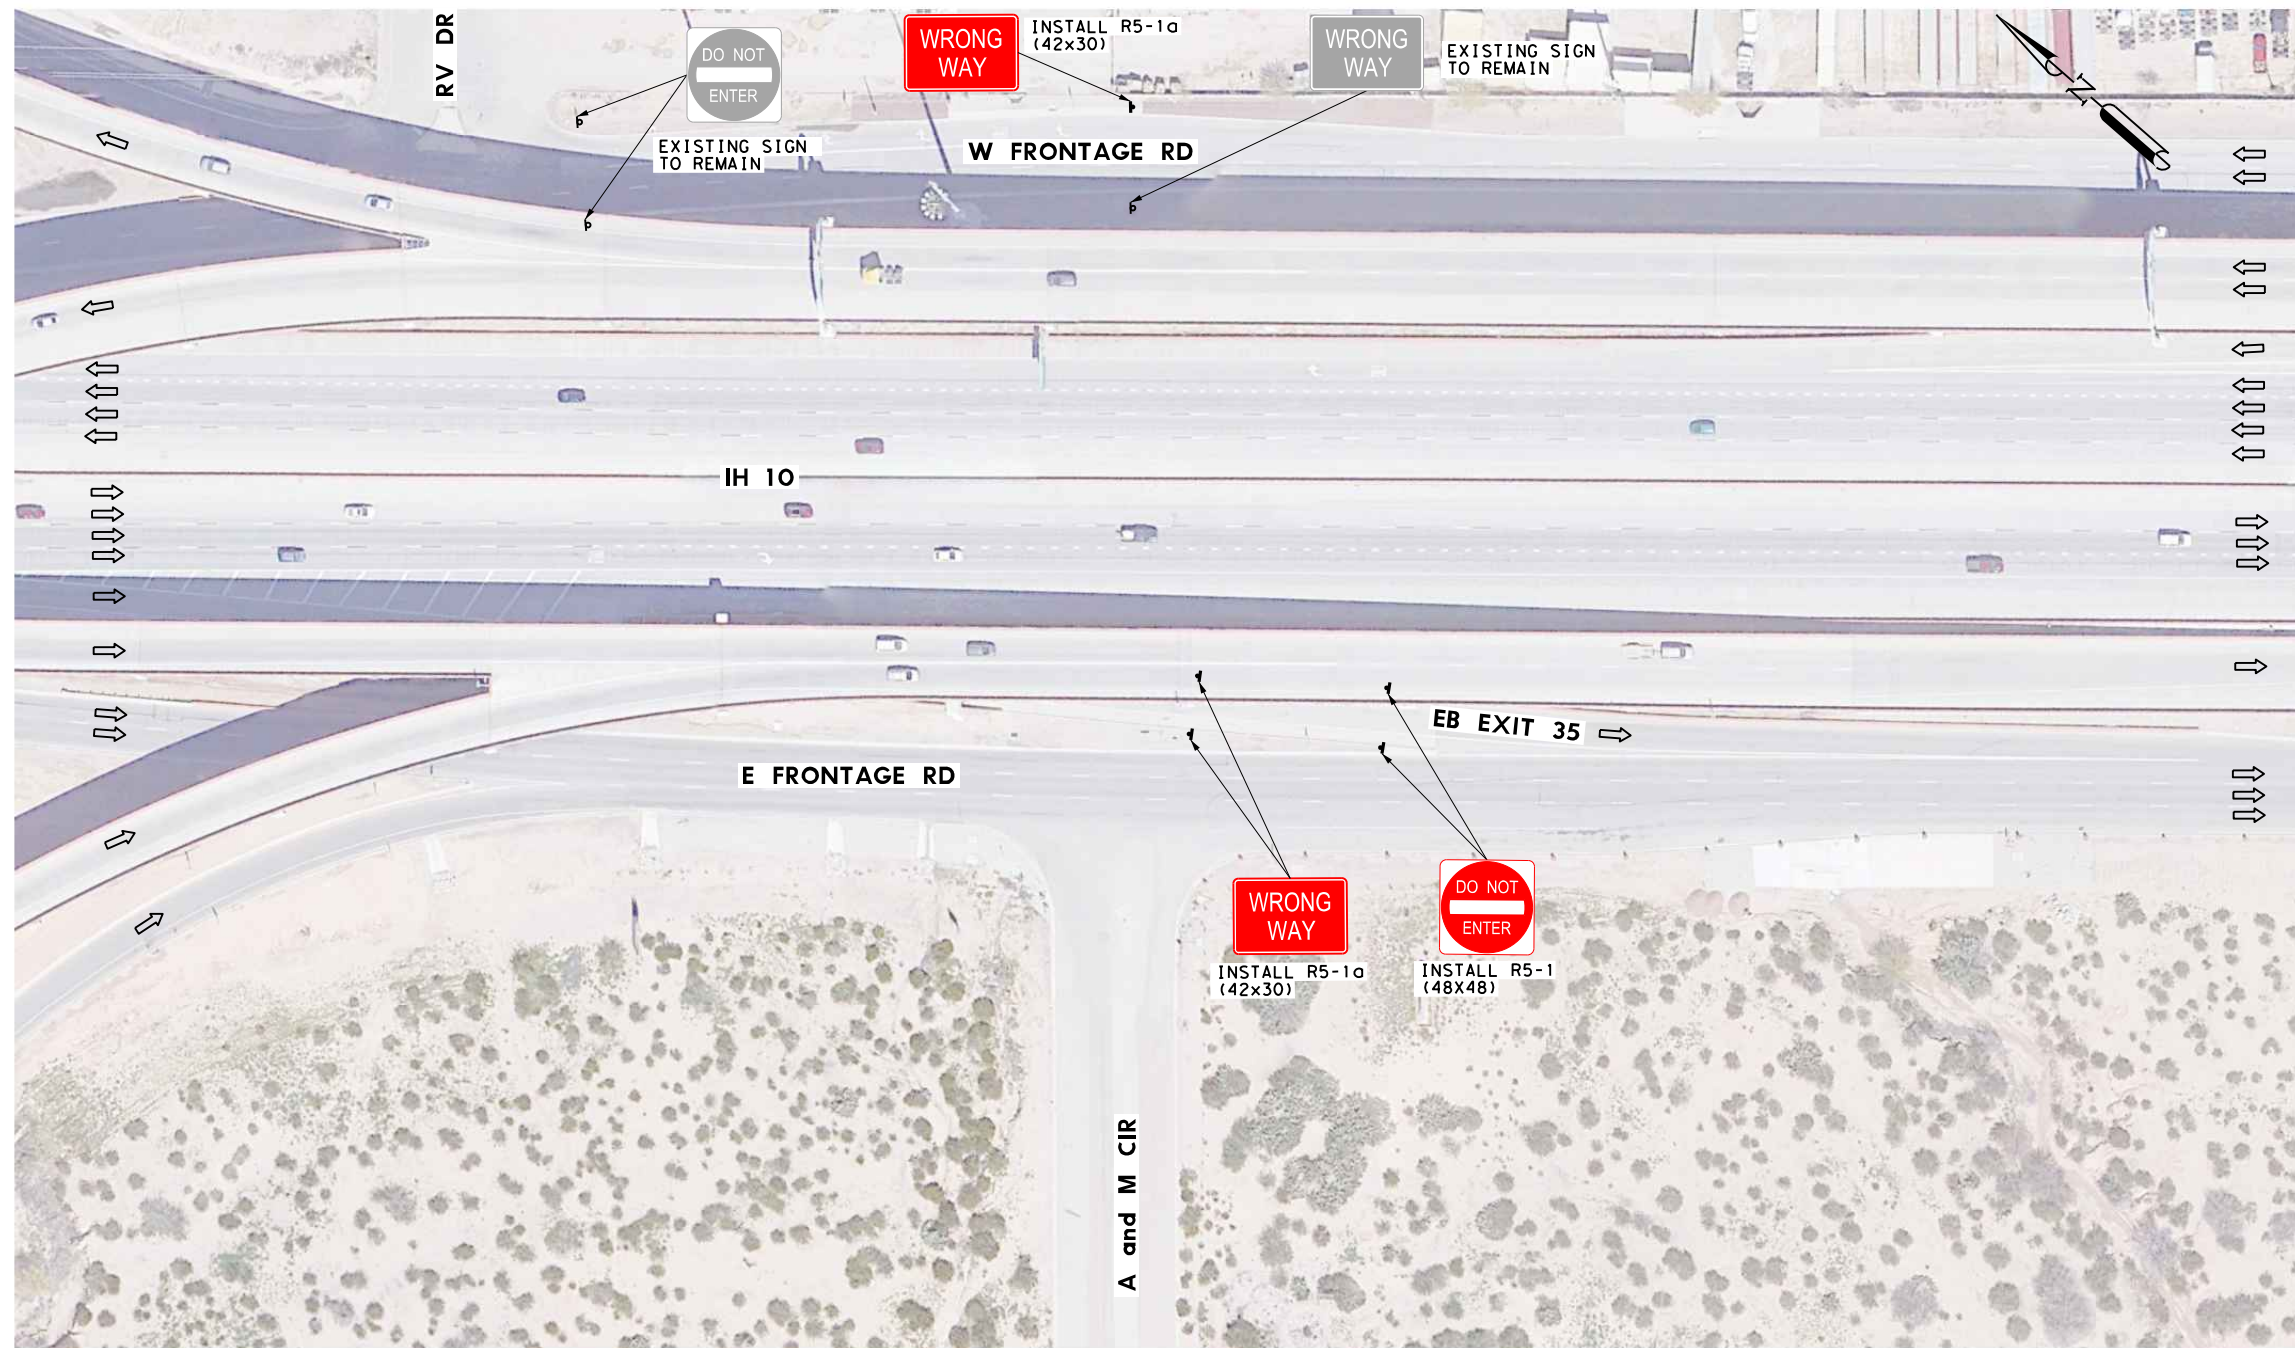 RV DR
DO NOT
ENTER
EXISTING SIGN
TO REMAIN
WRONG
WAY
INSTALL R5-1a
(42x30)
WRONG
WAY
EXISTING SIGN
TO REMAIN
N
W FRONTAGE RD
IH 10
EB EXIT 35
E FRONTAGE RD
WRONG
WAY
INSTALL R5-1a
(42x30)
DO NOT
ENTER
INSTALL R5-1
(48X48)
A and M CIR